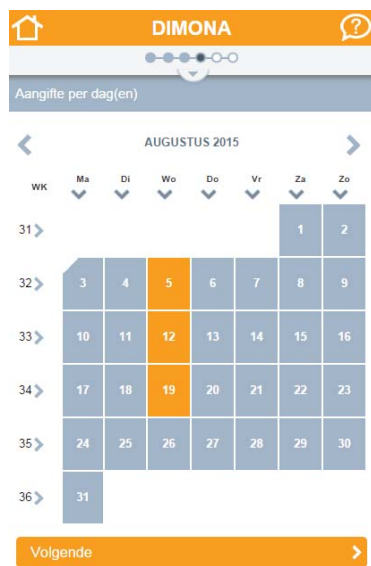 DIMONA
Aangifte per dag(en)
AUGUSTUS 2015
WK Ma Di Wo Do Vr Za Zo
31 1 2
32 3 4 5 6 7 8 9
33 10 11 12 13 14 15 16
34 17 18 19 20 21 22 23
35 24 25 26 27 28 29 30
36 31
Volgende